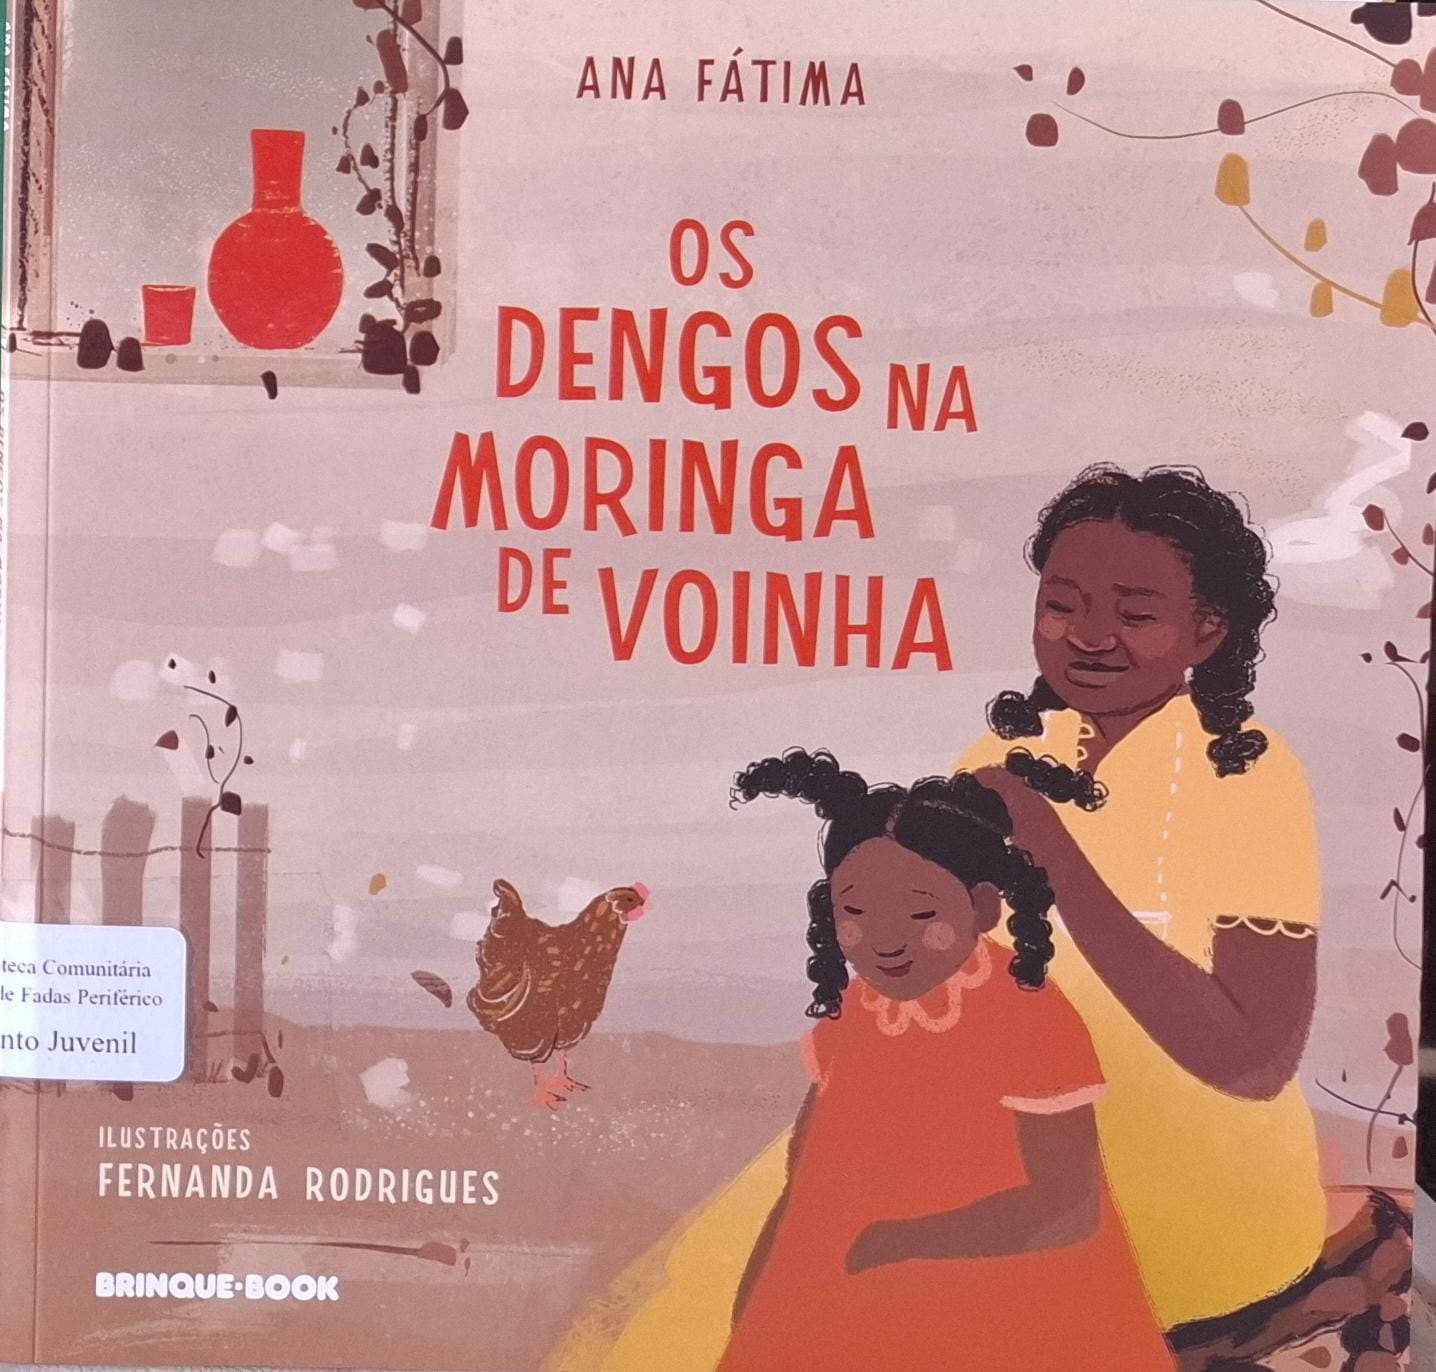 ANA FÁTIMA
OS
DENGOS NA
MORINGA
DE VOINHA
teca Comunitária
de Fadas Periférico
nto Juvenil
ILUSTRAÇÕES
FERNANDA RODRIGUES
BRINQUE-BOOK